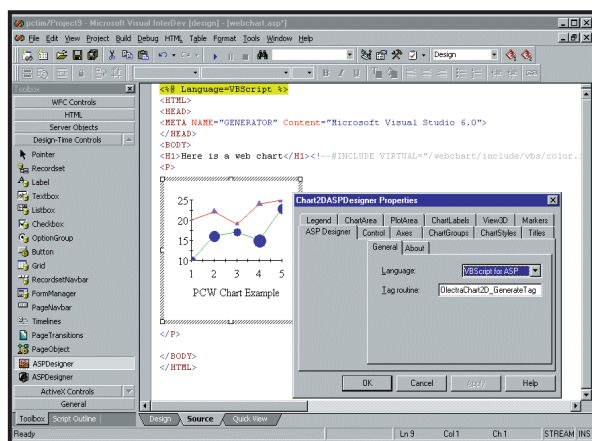 pctim/Project9 - Microsoft Visual InterDev [design] - [webchart.asp*]
File Edit View Project Build Debug HTML Table Format Tools Window Help
Design
B I U
Toolbox
WFC Controls
HTML
Server Objects
Design-Time Controls
Pointer
Recordset
Label
Textbox
Listbox
Checkbox
OptionGroup
Button
Grid
RecordsetNavbar
FormManager
PageNavbar
Timelines
PageTransitions
PageObject
ASPDesigner
ASPDesigner
ActiveX Controls
General
Toolbox Script Outline
<%@ Language=VBScript %>
<HTML>
<HEAD>
<META NAME="GENERATOR" Content="Microsoft Visual Studio 6.0">
</HEAD>
<BODY>
<H1>Here is a web chart</H1><!--#INCLUDE VIRTUAL="/webchart/include/vbs/color.
<P>
25
20
15
10
1 2 3 4 5
PCW Chart Example
</P>
</BODY>
</HTML>
Chart2DASPDesigner Properties
Legend ChartArea PlotArea ChartLabels View3D Markers
ASP Designer Control Axes ChartGroups ChartStyles Titles
General About
Language: VBScript for ASP
Tag routine: OlectraChart2D_GenerateTag
OK Cancel Apply Help
Design Source Quick View
Ready Ln 9 Col 1 Ch 1 STREAM INS